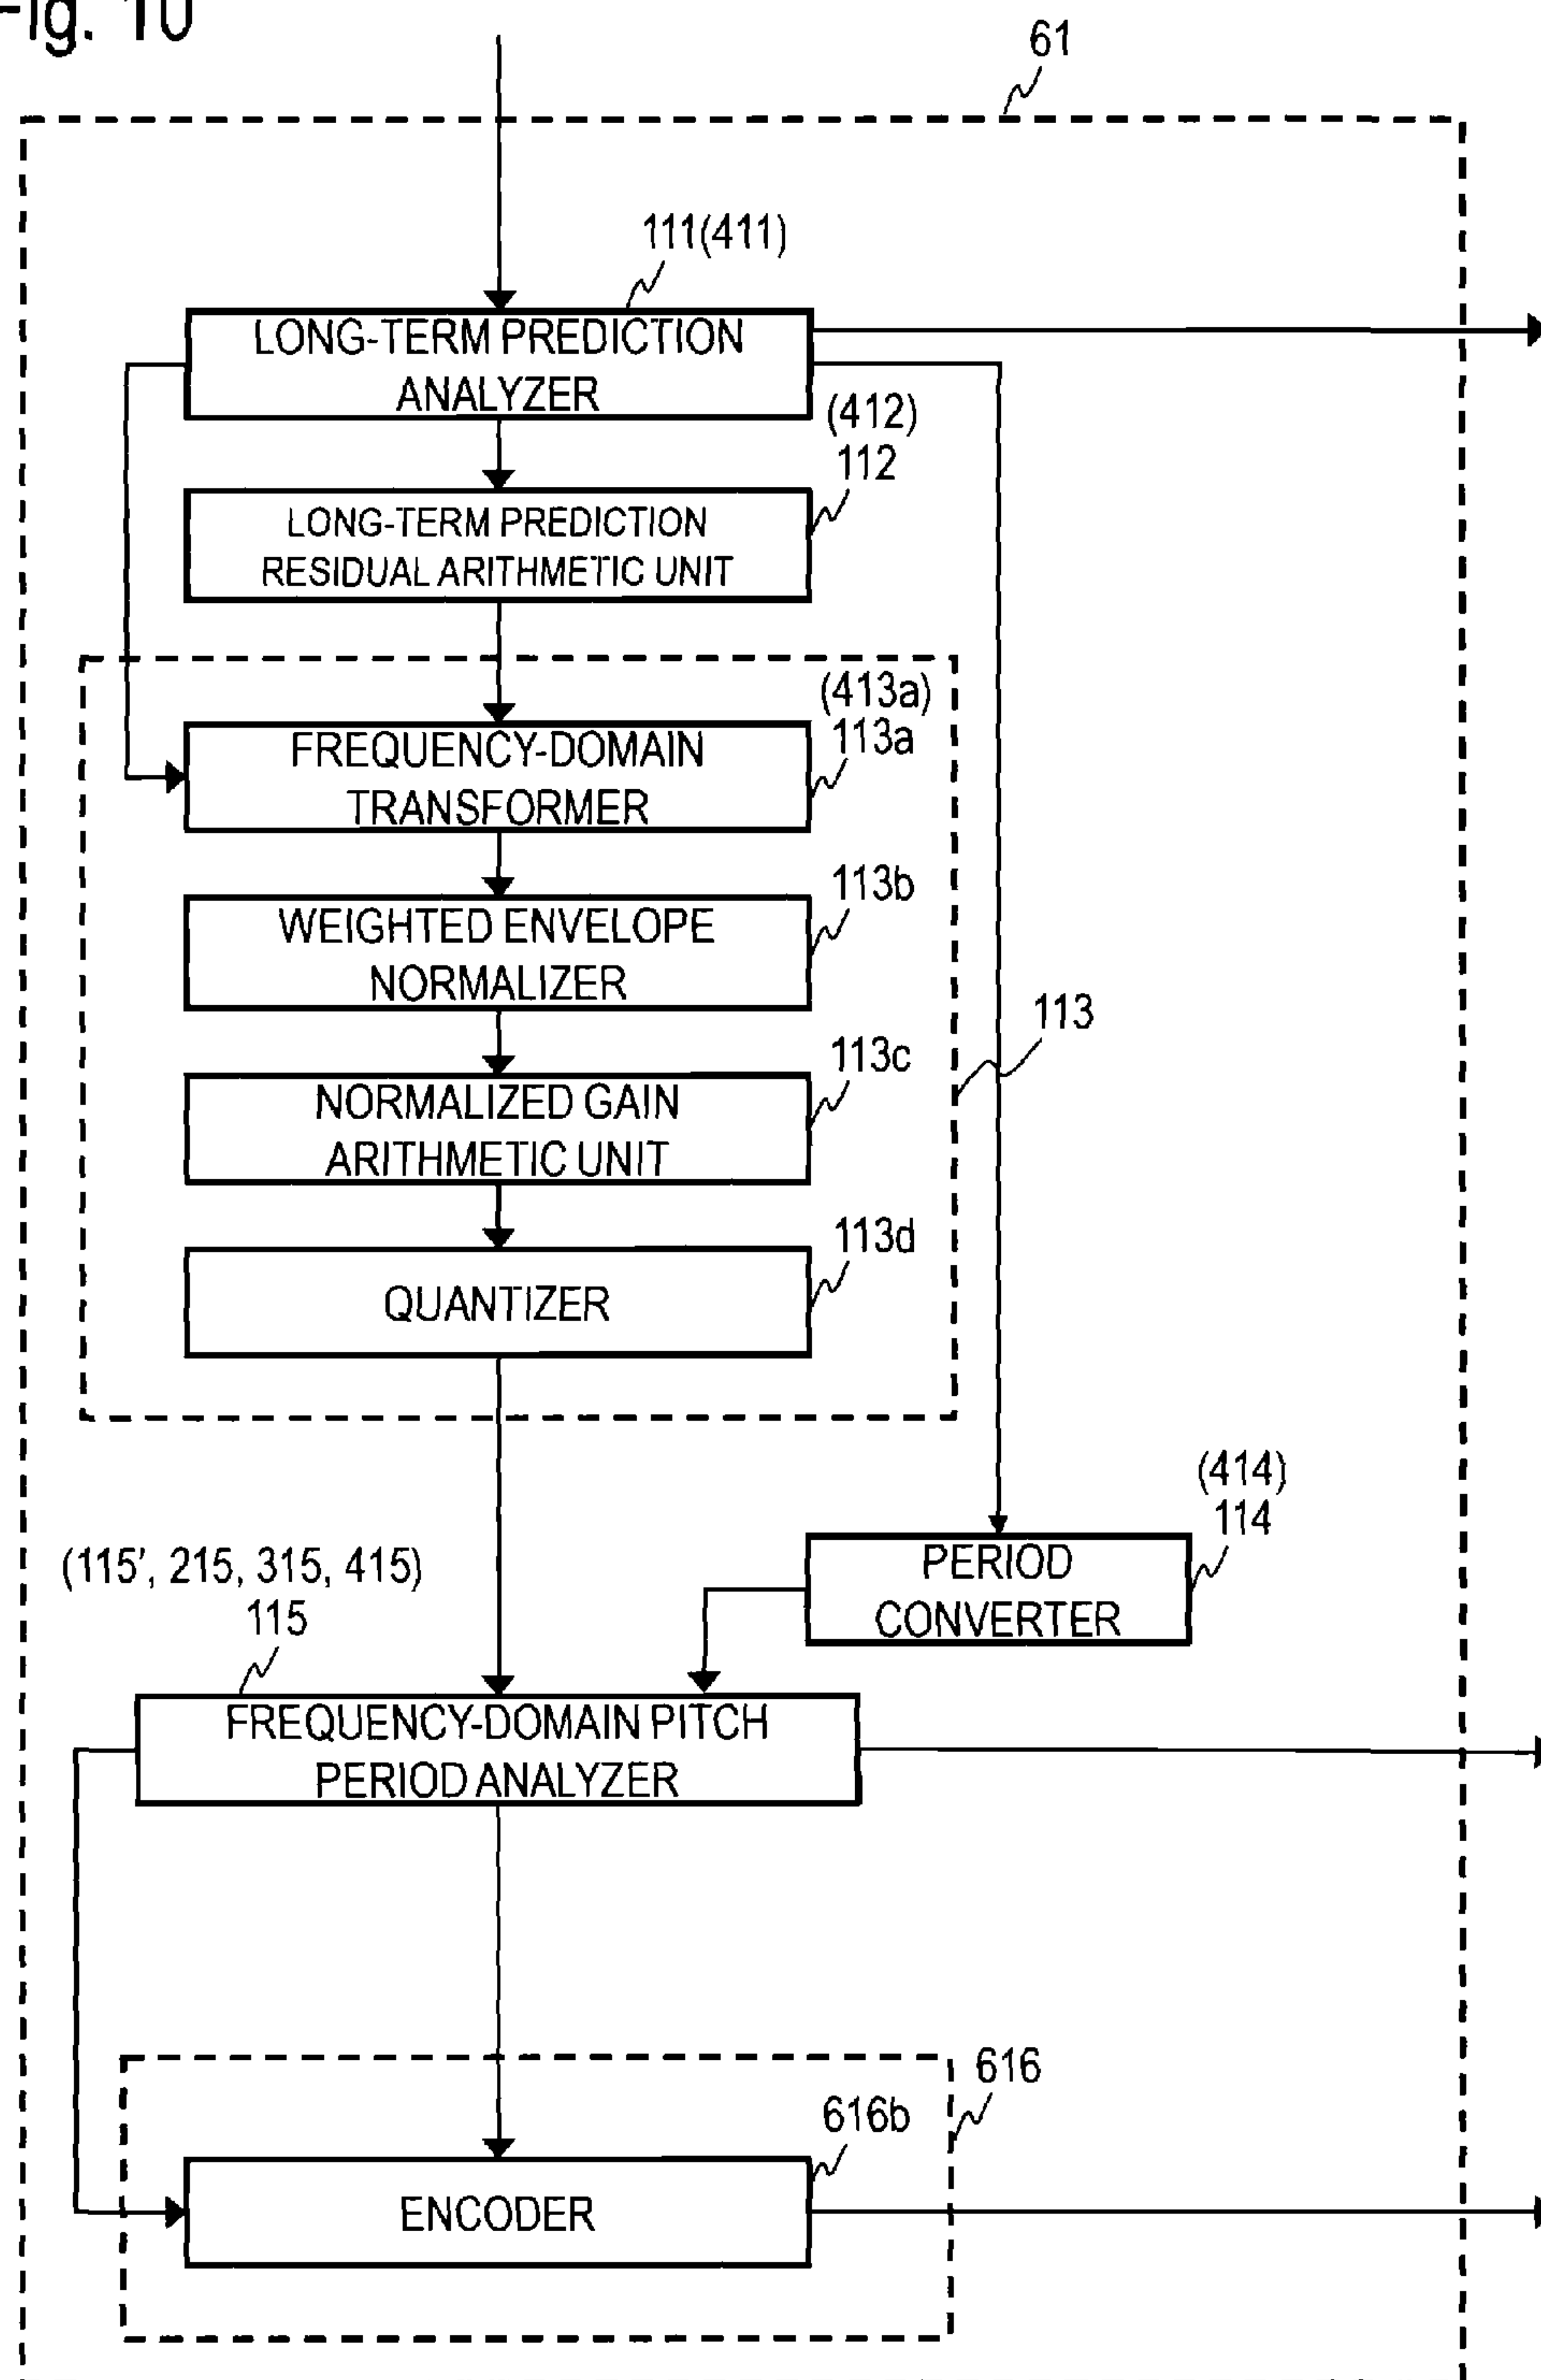 Fig. 10
61
111(411)
LONG-TERM PREDICTION
ANALYZER
(412)
112
LONG-TERM PREDICTION
RESIDUAL ARITHMETIC UNIT
(413a)
113a
FREQUENCY-DOMAIN
TRANSFORMER
113b
WEIGHTED ENVELOPE
NORMALIZER
113
113c
NORMALIZED GAIN
ARITHMETIC UNIT
113d
QUANTIZER
(414)
114
PERIOD
CONVERTER
(115', 215, 315, 415)
115
FREQUENCY-DOMAIN PITCH
PERIOD ANALYZER
616
616b
ENCODER